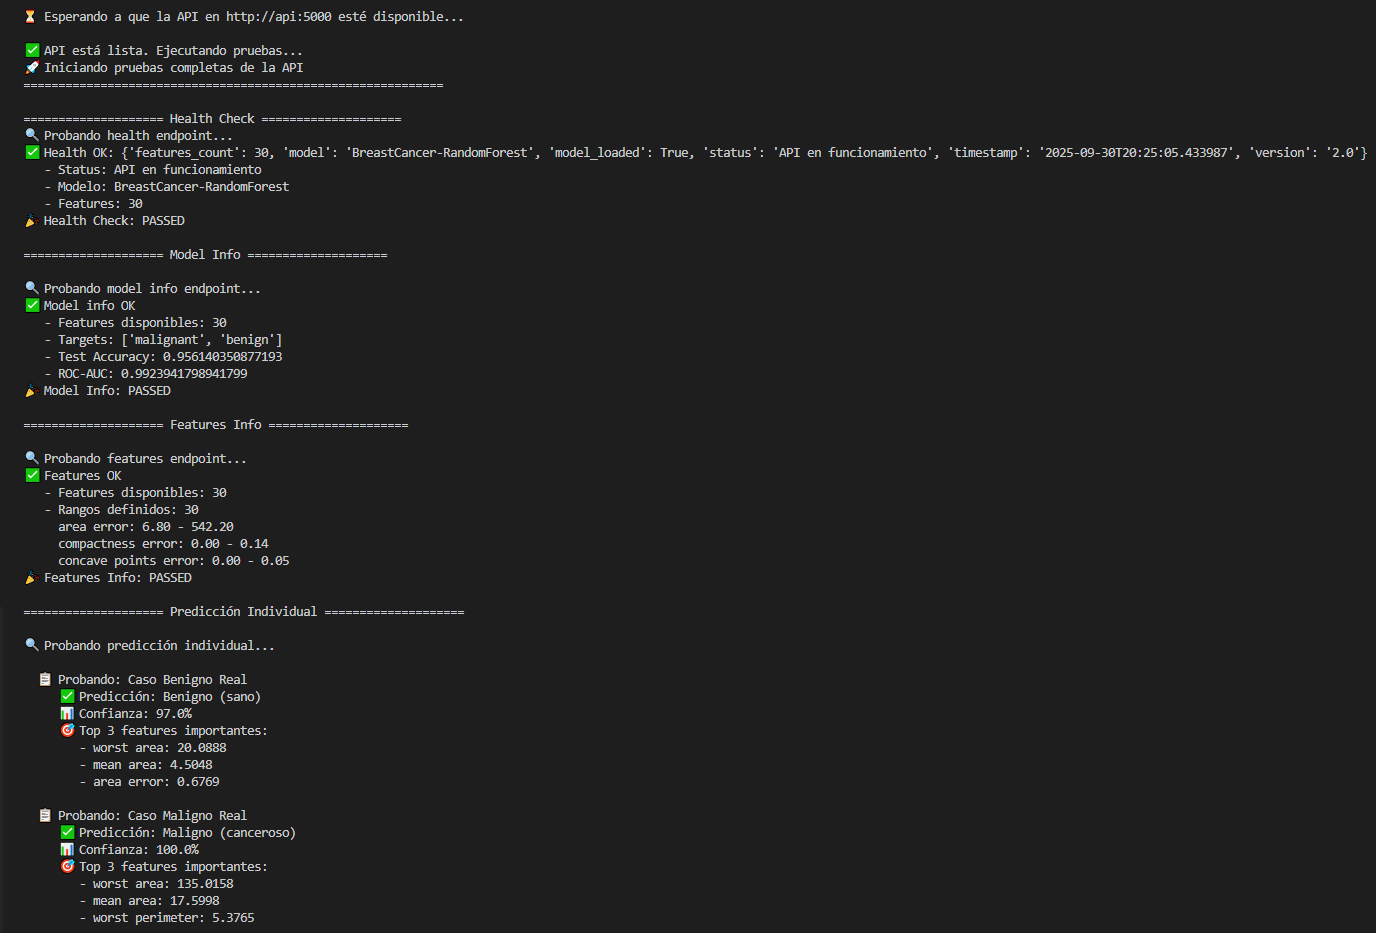 ⏳ Esperando a que la API en http://api:5000 esté disponible...
✅ API está lista. Ejecutando pruebas...
🚀 Iniciando pruebas completas de la API
============================================================
==================== Health Check ====================
🔍 Probando health endpoint...
✅ Health OK: {'features_count': 30, 'model': 'BreastCancer-RandomForest', 'model_loaded': True, 'status': 'API en funcionamiento', 'timestamp': '2025-09-30T20:25:05.433987', 'version': '2.0'}
- Status: API en funcionamiento
- Modelo: BreastCancer-RandomForest
- Features: 30
🎉 Health Check: PASSED
==================== Model Info ====================
🔍 Probando model info endpoint...
✅ Model info OK
- Features disponibles: 30
- Targets: ['malignant', 'benign']
- Test Accuracy: 0.956140350877193
- ROC-AUC: 0.9923941798941799
🎉 Model Info: PASSED
==================== Features Info ====================
🔍 Probando features endpoint...
✅ Features OK
- Features disponibles: 30
- Rangos definidos: 30
area error: 6.80 - 542.20
compactness error: 0.00 - 0.14
concave points error: 0.00 - 0.05
🎉 Features Info: PASSED
==================== Predicción Individual ====================
🔍 Probando predicción individual...
📋 Probando: Caso Benigno Real
✅ Predicción: Benigno (sano)
📊 Confianza: 97.0%
🎯 Top 3 features importantes:
- worst area: 20.0888
- mean area: 4.5048
- area error: 0.6769
📋 Probando: Caso Maligno Real
✅ Predicción: Maligno (canceroso)
📊 Confianza: 100.0%
🎯 Top 3 features importantes:
- worst area: 135.0158
- mean area: 17.5998
- worst perimeter: 5.3765